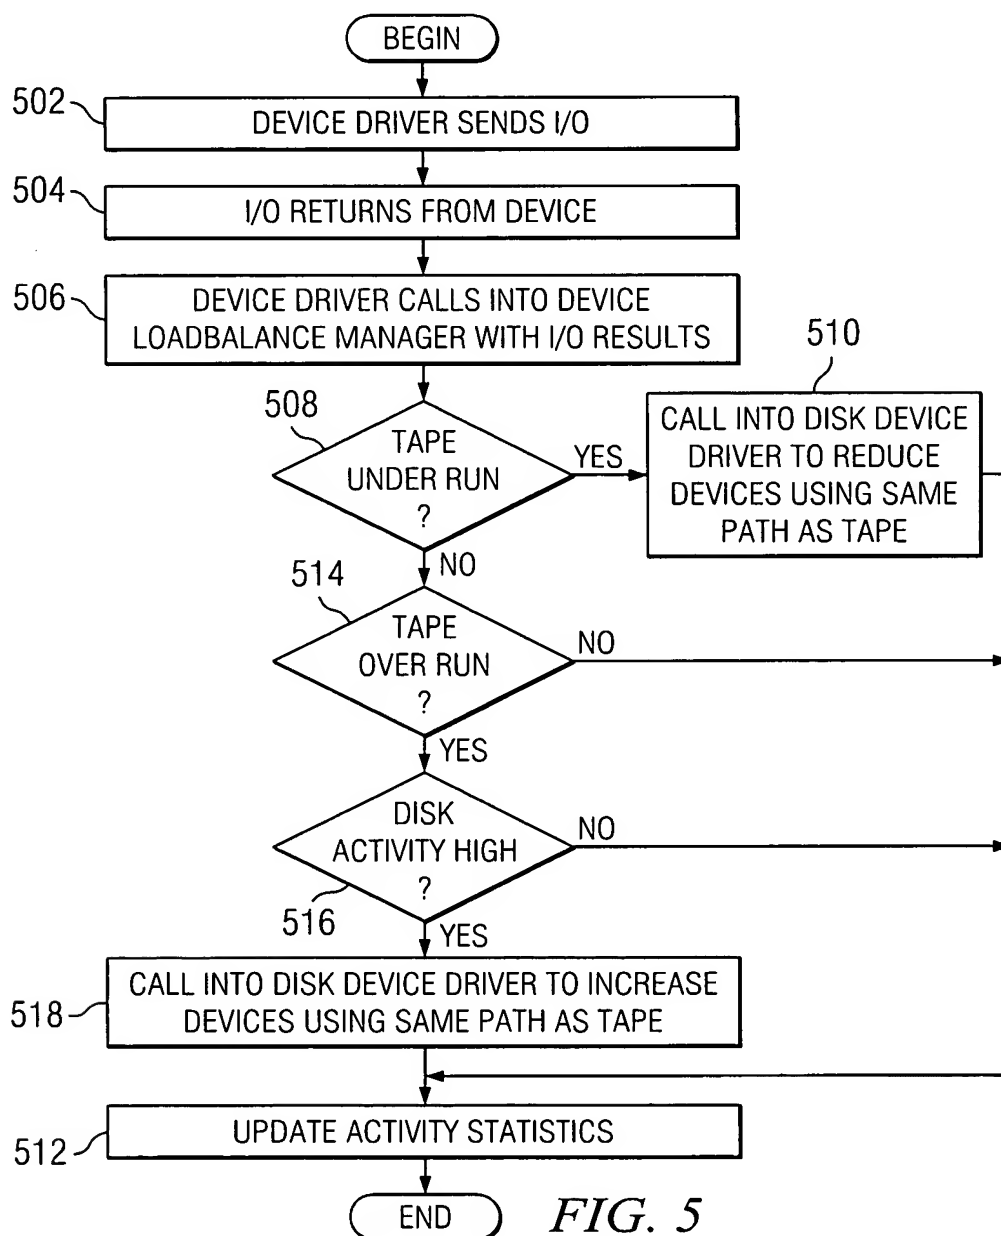 BEGIN
502
DEVICE DRIVER SENDS I/O
504
I/O RETURNS FROM DEVICE
506
DEVICE DRIVER CALLS INTO DEVICE
LOADBALANCE MANAGER WITH I/O RESULTS
508
TAPE
UNDER RUN
?
YES
510
CALL INTO DISK DEVICE
DRIVER TO REDUCE
DEVICES USING SAME
PATH AS TAPE
NO
514
TAPE
OVER RUN
?
NO
YES
DISK
ACTIVITY HIGH
?
NO
516
YES
518
CALL INTO DISK DEVICE DRIVER TO INCREASE
DEVICES USING SAME PATH AS TAPE
512
UPDATE ACTIVITY STATISTICS
END
FIG. 5